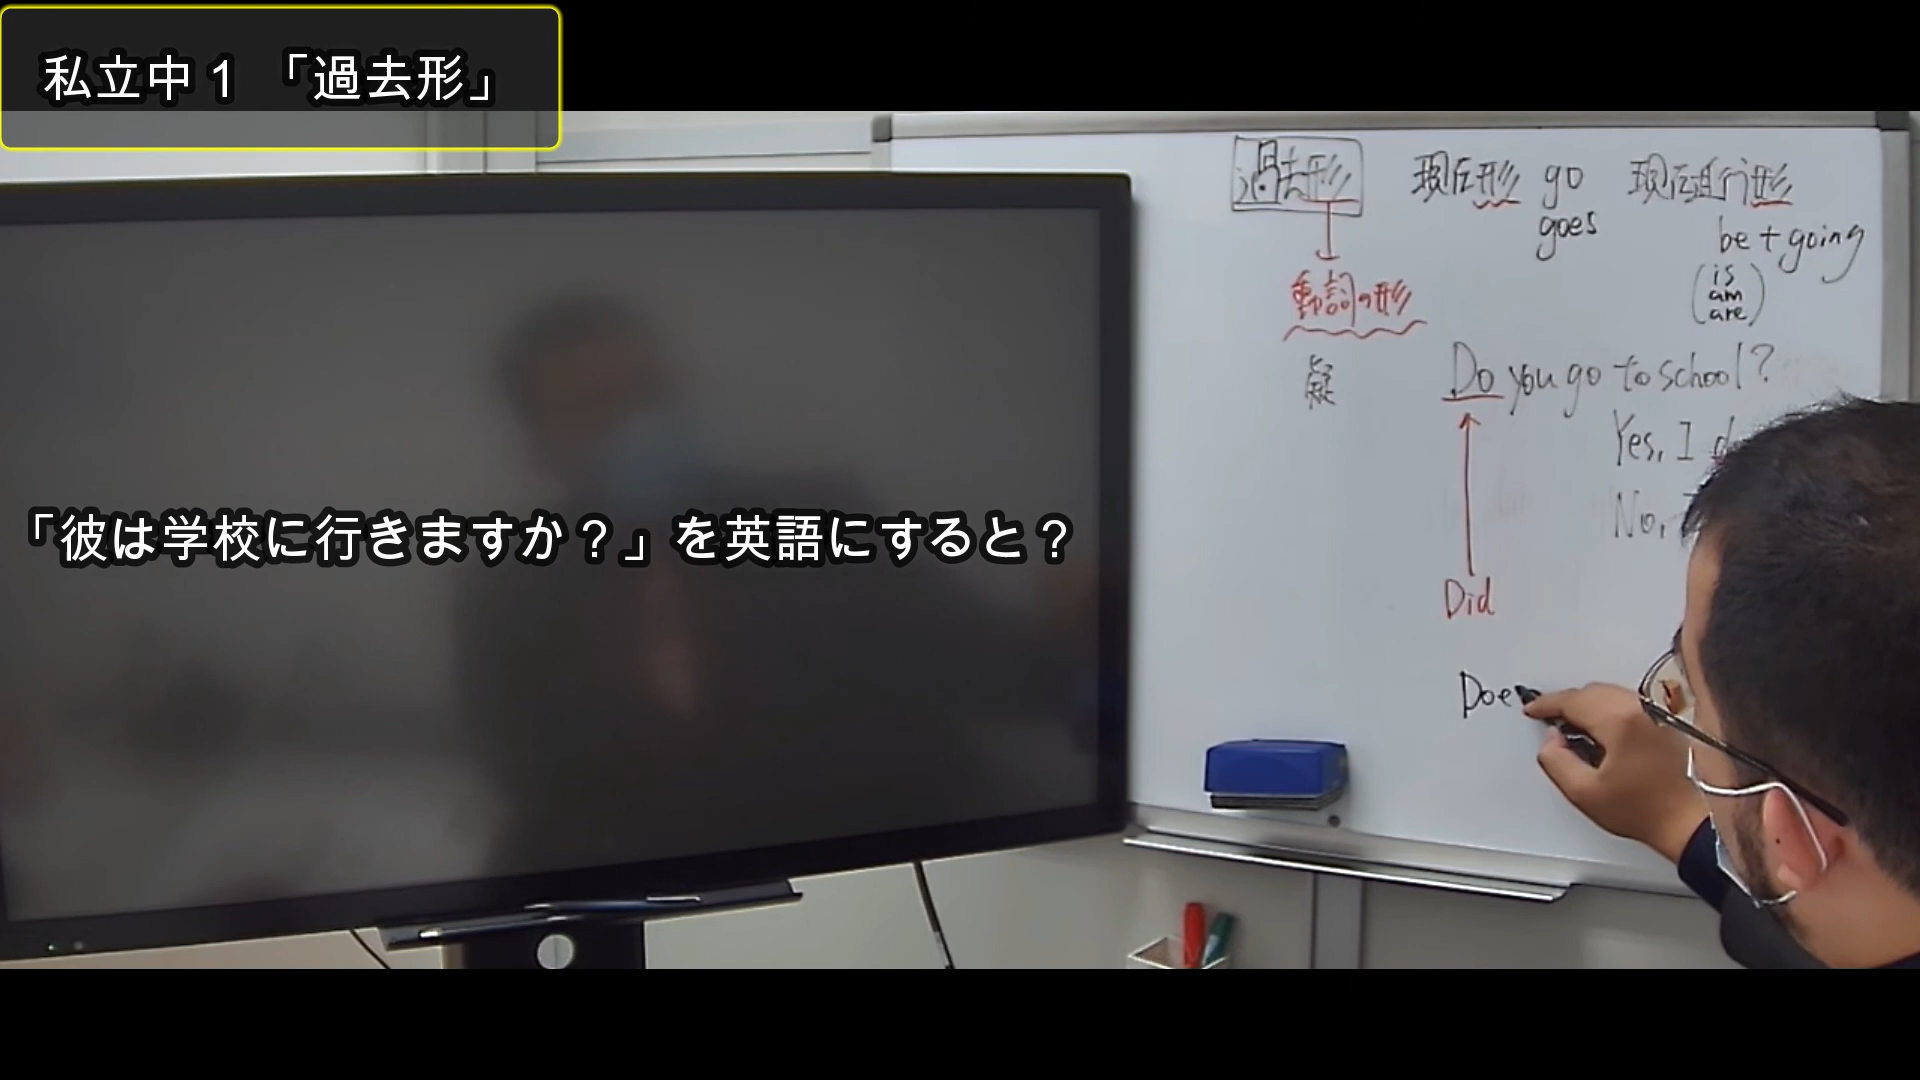 私立中1「過去形」
過去形 現在形 go 現在進行形
goes
be + going
(is
am
are)
動詞の形
疑 Do you go to school?
Yes, I
No,
「彼は学校に行きますか？」を英語にすると？
Did
Doe